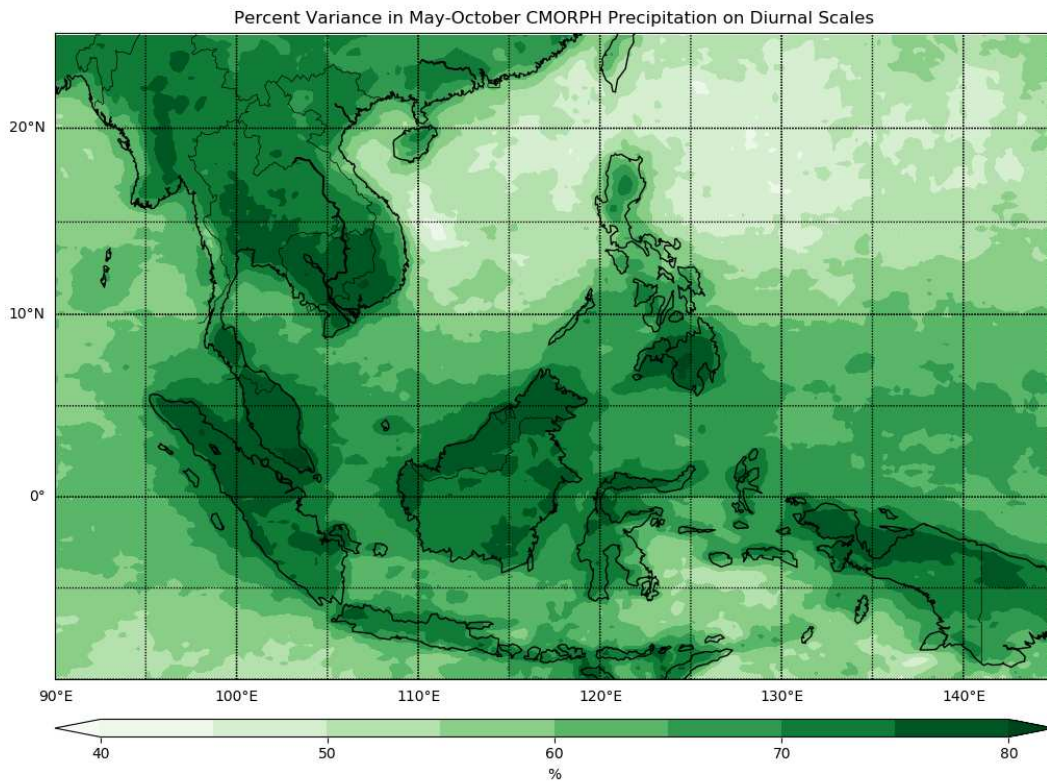 Percent Variance in May-October CMORPH Precipitation on Diurnal Scales
20°N
10°N
0°
90°E 100°E 110°E 120°E 130°E 140°E
40 50 60 70 80
%